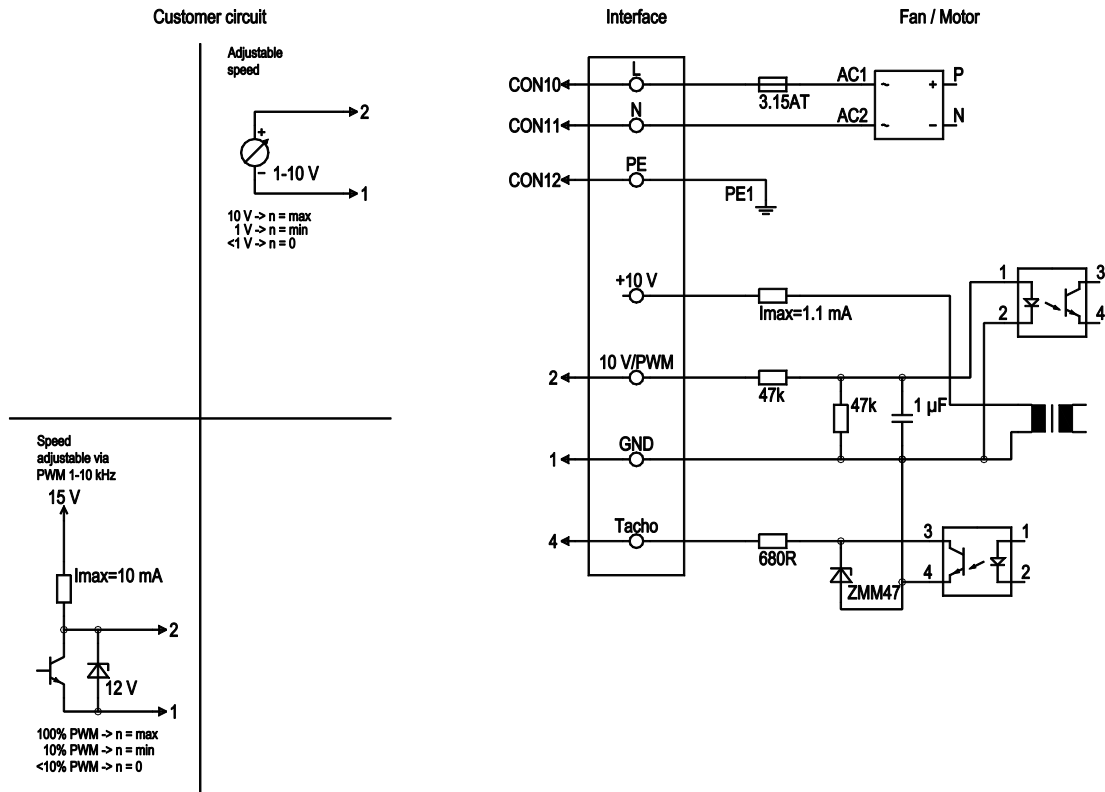 Customer circuit
Interface
Fan / Motor
Adjustable
speed
2
+
1-10 V
−
1
10 V -> n = max
1 V -> n = min
<1 V -> n = 0
Speed
adjustable via
PWM 1-10 kHz
15 V
Imax=10 mA
2
12 V
1
100% PWM -> n = max
10% PWM -> n = min
<10% PWM -> n = 0
L
CON10
3.15AT
AC1
~ +
P
N
CON11
AC2
~ −
N
PE
CON12
PE1
+10 V
Imax=1.1 mA
1
3
2
4
10 V/PWM
2
47k
47k
1 µF
GND
1
Tacho
4
680R
3
1
4
2
ZMM47